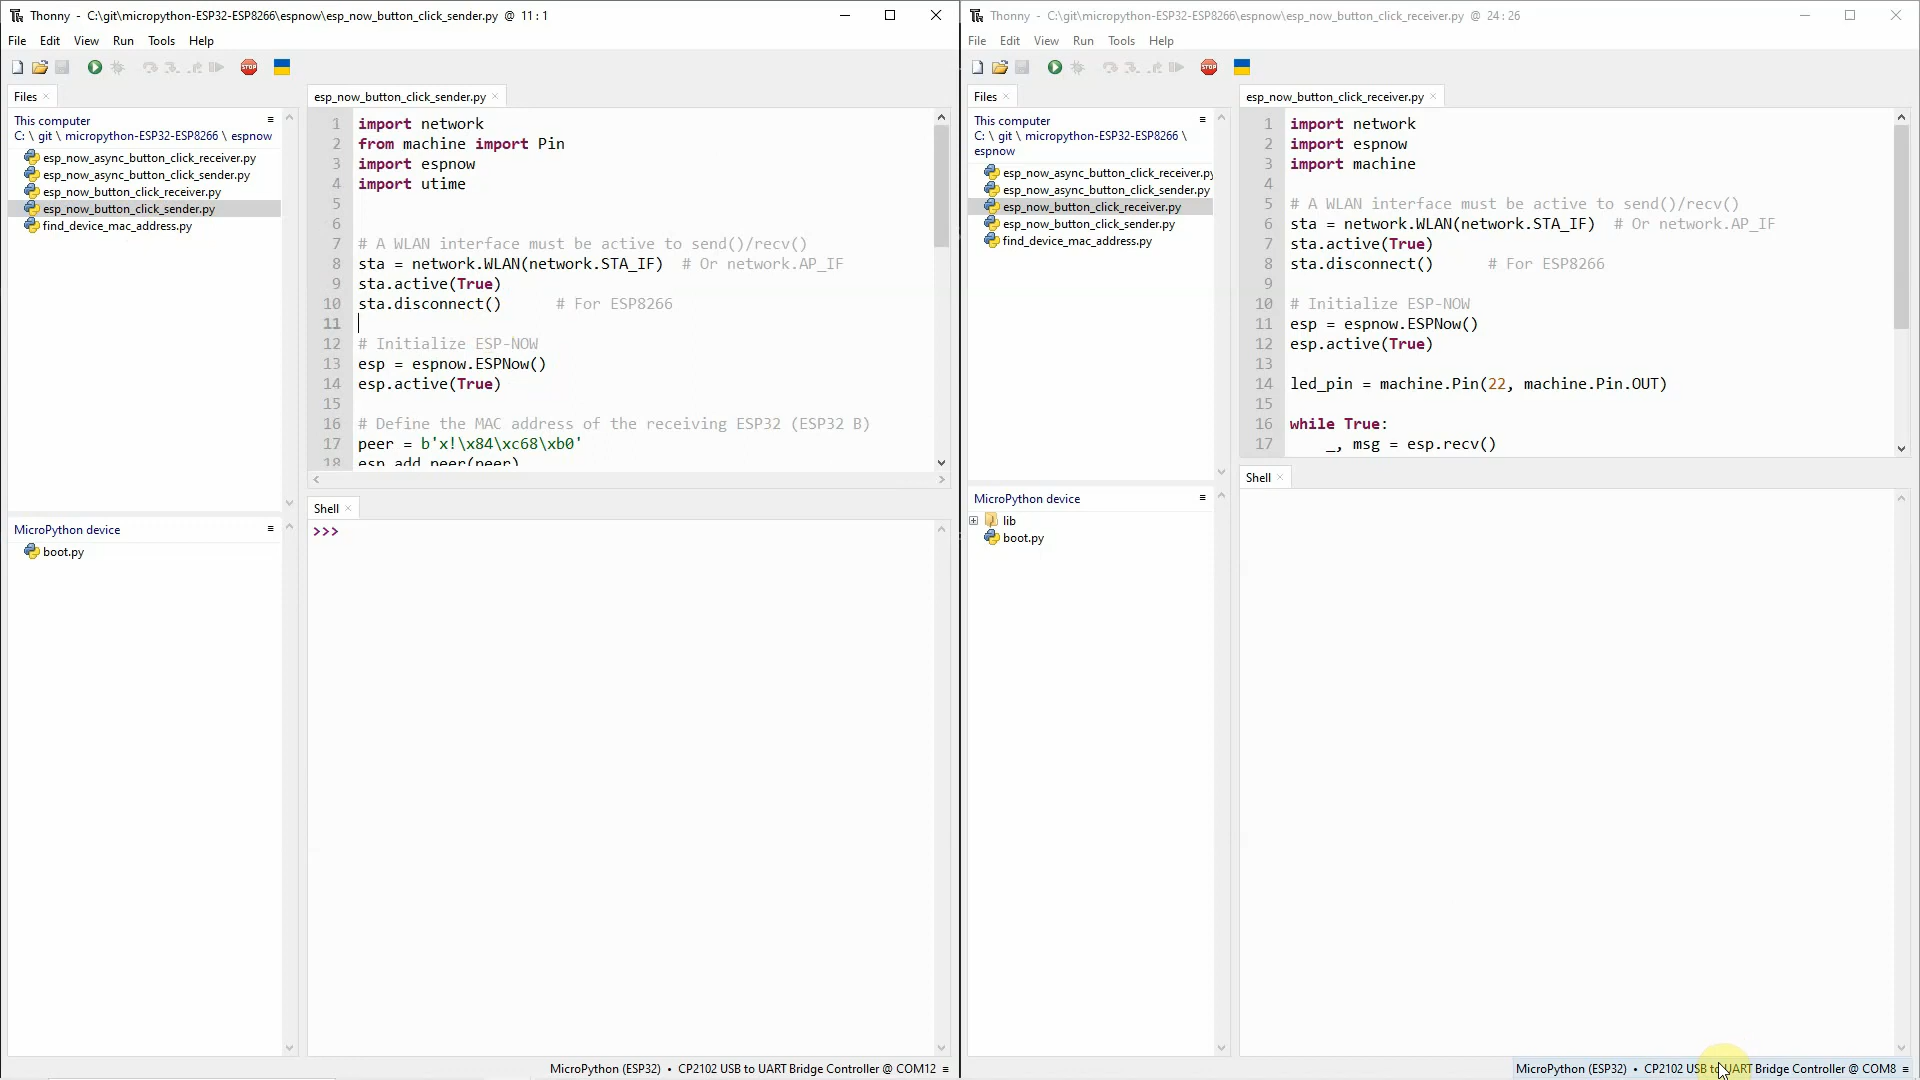 Thonny - C:\git\micropython-ESP32-ESP8266\espnow\esp_now_button_click_sender.py @ 11:1
File Edit View Run Tools Help
STOP
Files
This computer
C: \ git \ micropython-ESP32-ESP8266 \ espnow
esp_now_async_button_click_receiver.py
esp_now_async_button_click_sender.py
esp_now_button_click_receiver.py
esp_now_button_click_sender.py
find_device_mac_address.py
MicroPython device
boot.py
esp_now_button_click_sender.py
1 import network
2 from machine import Pin
3 import espnow
4 import utime
5
6
7 # A WLAN interface must be active to send()/recv()
8 sta = network.WLAN(network.STA_IF)  # Or network.AP_IF
9 sta.active(True)
10 sta.disconnect()      # For ESP8266
11
12 # Initialize ESP-NOW
13 esp = espnow.ESPNow()
14 esp.active(True)
15
16 # Define the MAC address of the receiving ESP32 (ESP32 B)
17 peer = b'x!\x84\xc68\xb0'
18 esp.add_peer(peer)
Shell
>>>
MicroPython (ESP32) • CP2102 USB to UART Bridge Controller @ COM12
Thonny - C:\git\micropython-ESP32-ESP8266\espnow\esp_now_button_click_receiver.py @ 24:26
File Edit View Run Tools Help
STOP
Files
This computer
C: \ git \ micropython-ESP32-ESP8266 \
espnow
esp_now_async_button_click_receiver.py
esp_now_async_button_click_sender.py
esp_now_button_click_receiver.py
esp_now_button_click_sender.py
find_device_mac_address.py
MicroPython device
lib
boot.py
esp_now_button_click_receiver.py
1 import network
2 import espnow
3 import machine
4
5 # A WLAN interface must be active to send()/recv()
6 sta = network.WLAN(network.STA_IF)  # Or network.AP_IF
7 sta.active(True)
8 sta.disconnect()      # For ESP8266
9
10 # Initialize ESP-NOW
11 esp = espnow.ESPNow()
12 esp.active(True)
13
14 led_pin = machine.Pin(22, machine.Pin.OUT)
15
16 while True:
17     _, msg = esp.recv()
Shell
MicroPython (ESP32) • CP2102 USB to UART Bridge Controller @ COM8